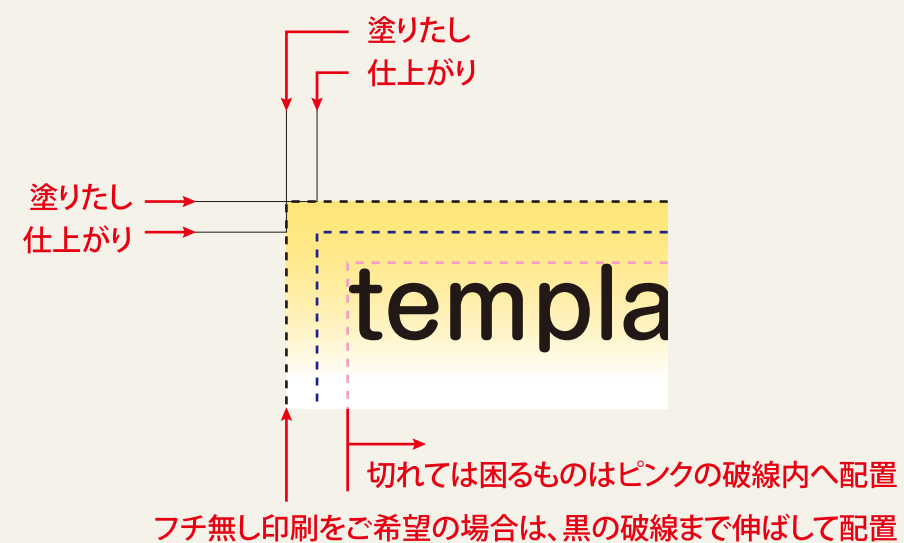 塗りたし
仕上がり
塗りたし
仕上がり
templa
切れては困るものはピンクの破線内へ配置
フチ無し印刷をご希望の場合は、黒の破線まで伸ばして配置